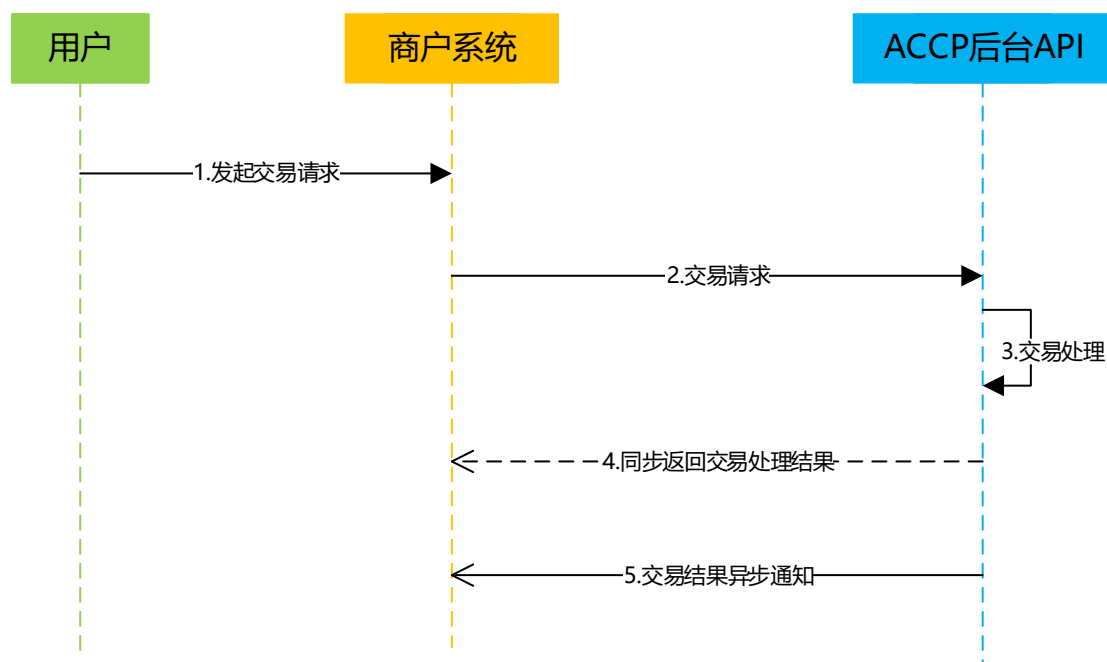 用户
商户系统
ACCP后台API
1.发起交易请求
2.交易请求
3.交易处理
4.同步返回交易处理结果
5.交易结果异步通知